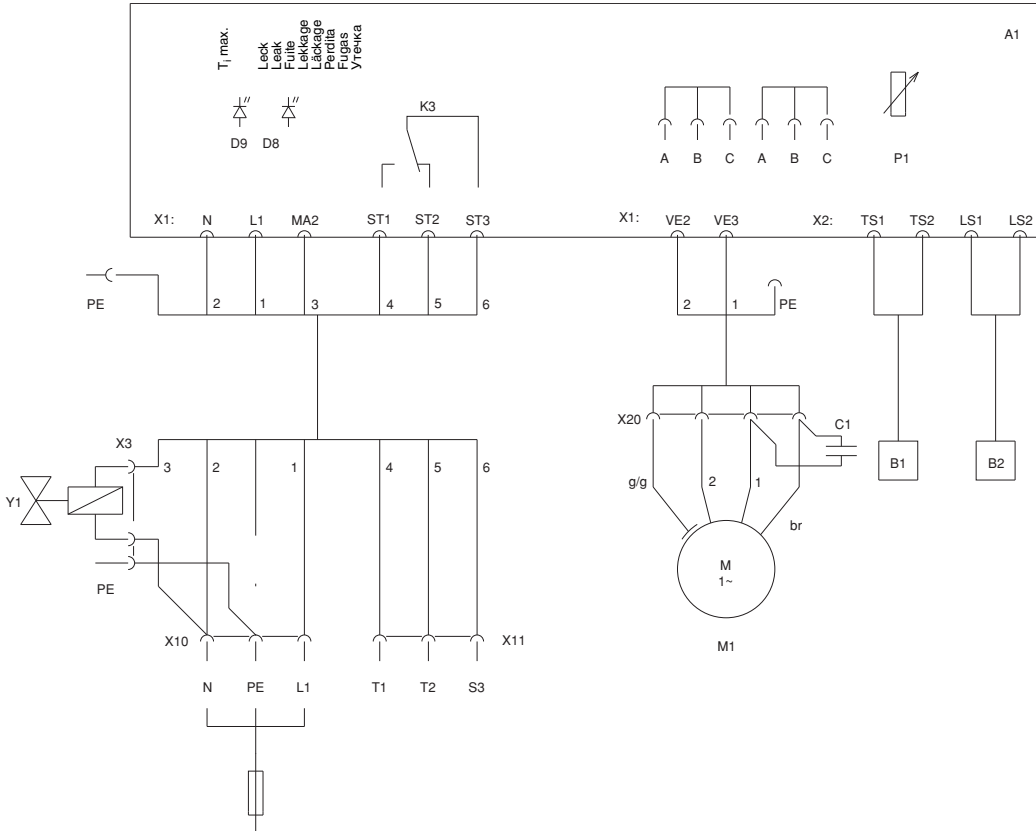 A1
Ti max.
Leck
Leak
Fuite
Lekkage
Läckage
Perdita
Fugas
Утечка
K3
D9 D8
A B C A B C P1
X1: N L1 MA2 ST1 ST2 ST3 X1: VE2 VE3 X2: TS1 TS2 LS1 LS2
PE 2 1 3 4 5 6 2 1 PE
X20 C1
X3
3 2 1 4 5 6
B1 B2
Y1
g/g 2 1 br
M
1~
PE
X10 X11
M1
N PE L1 T1 T2 S3